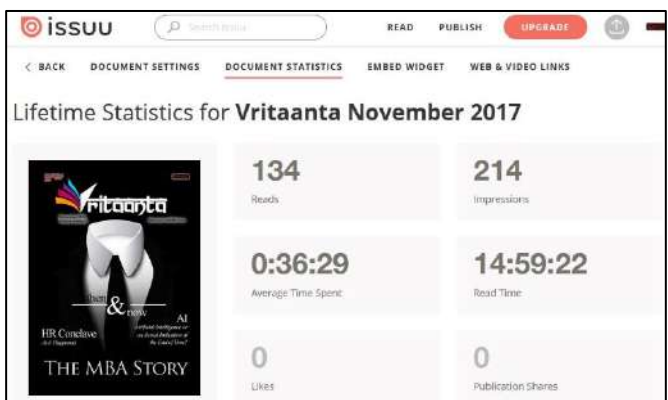 issuu
READ PUBLISH UPGRADE
< BACK DOCUMENT SETTINGS DOCUMENT STATISTICS EMBED WIDGET WEB & VIDEO LINKS
Lifetime Statistics for Vritaanta November 2017
134
Reads
214
Impressions
0:36:29
Average Time Spent
14:59:22
Read Time
0
Likes
0
Publication Shares
Vritaanta
then
&
now
AI
HR Conclave
THE MBA STORY